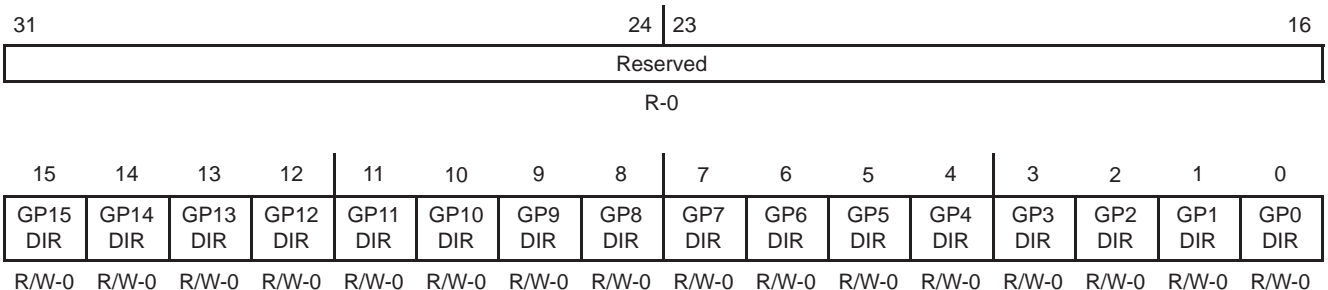 31 24 23 16
Reserved
R-0
15 14 13 12 11 10 9 8 7 6 5 4 3 2 1 0
GP15 GP14 GP13 GP12 GP11 GP10 GP9 GP8 GP7 GP6 GP5 GP4 GP3 GP2 GP1 GP0
DIR DIR DIR DIR DIR DIR DIR DIR DIR DIR DIR DIR DIR DIR DIR DIR
R/W-0 R/W-0 R/W-0 R/W-0 R/W-0 R/W-0 R/W-0 R/W-0 R/W-0 R/W-0 R/W-0 R/W-0 R/W-0 R/W-0 R/W-0 R/W-0